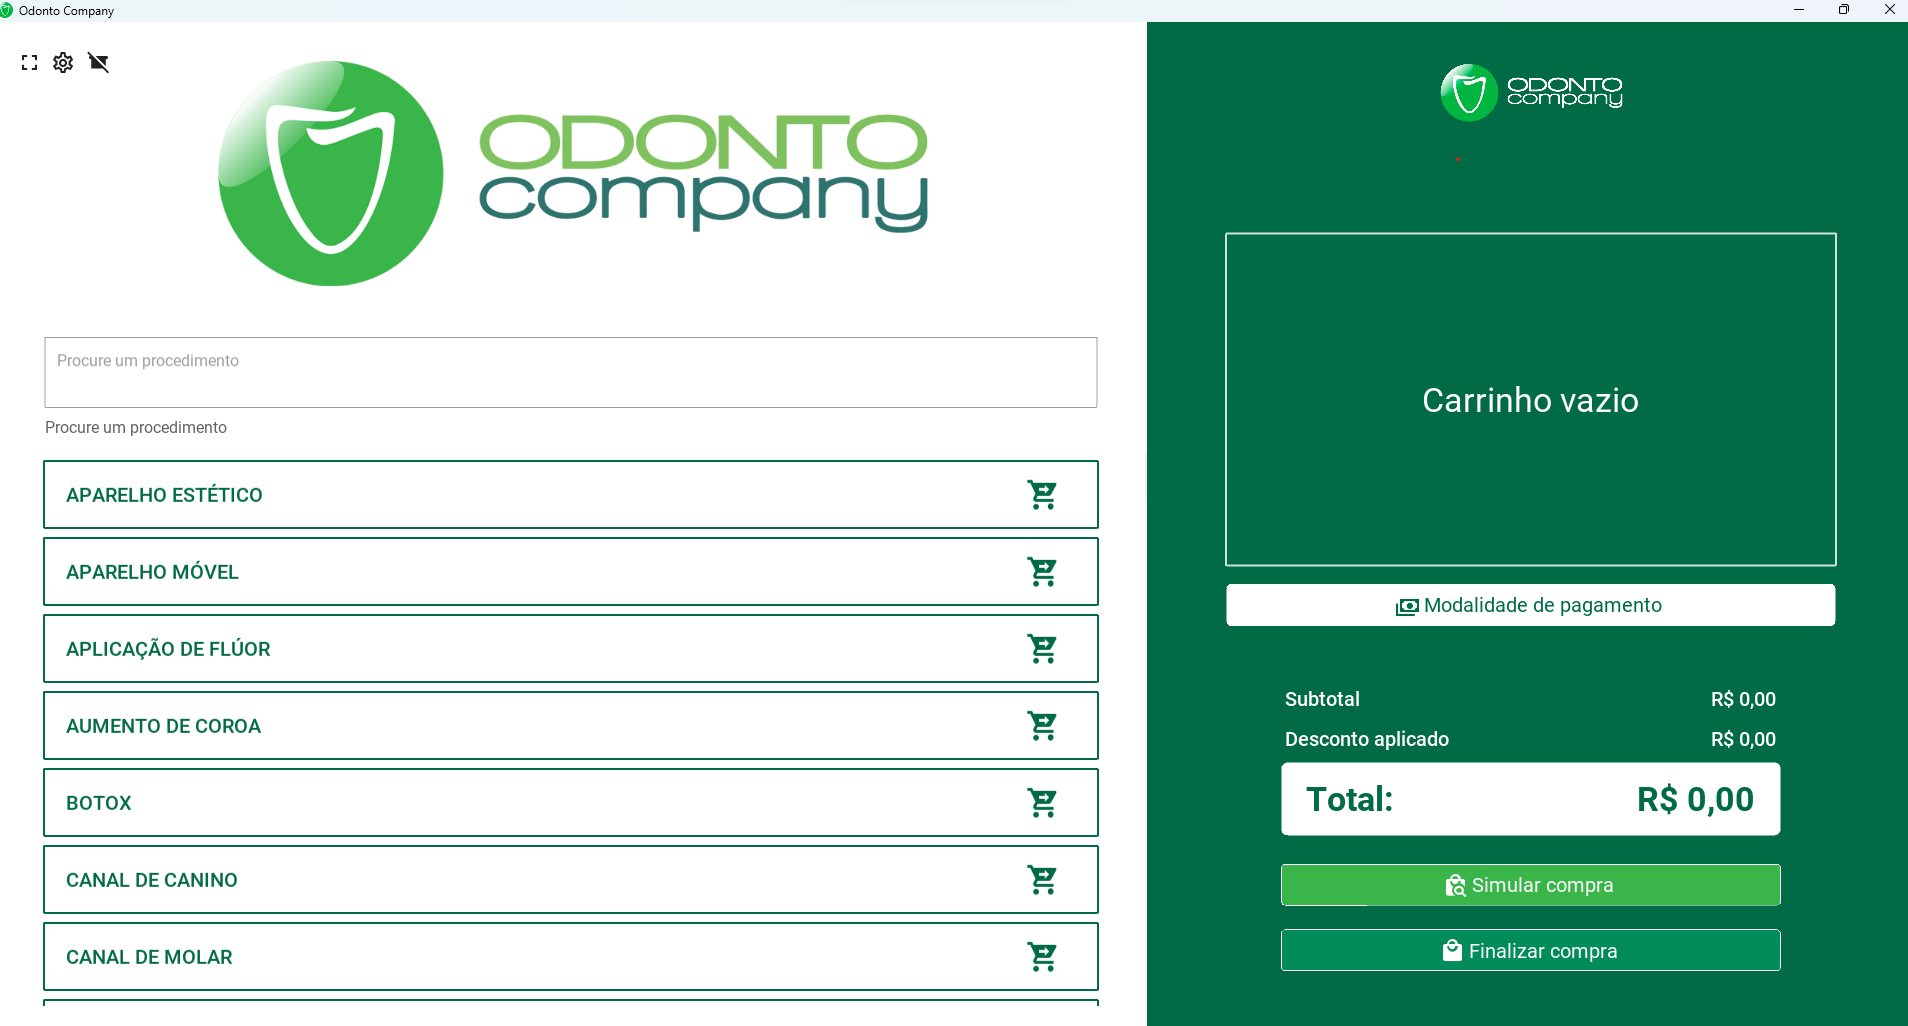 Odonto Company
ODONTO
company
Procure um procedimento
Procure um procedimento
APARELHO ESTÉTICO
APARELHO MÓVEL
APLICAÇÃO DE FLÚOR
AUMENTO DE COROA
BOTOX
CANAL DE CANINO
CANAL DE MOLAR
ODONTO
company
Carrinho vazio
Modalidade de pagamento
Subtotal R$ 0,00
Desconto aplicado R$ 0,00
Total: R$ 0,00
Simular compra
Finalizar compra